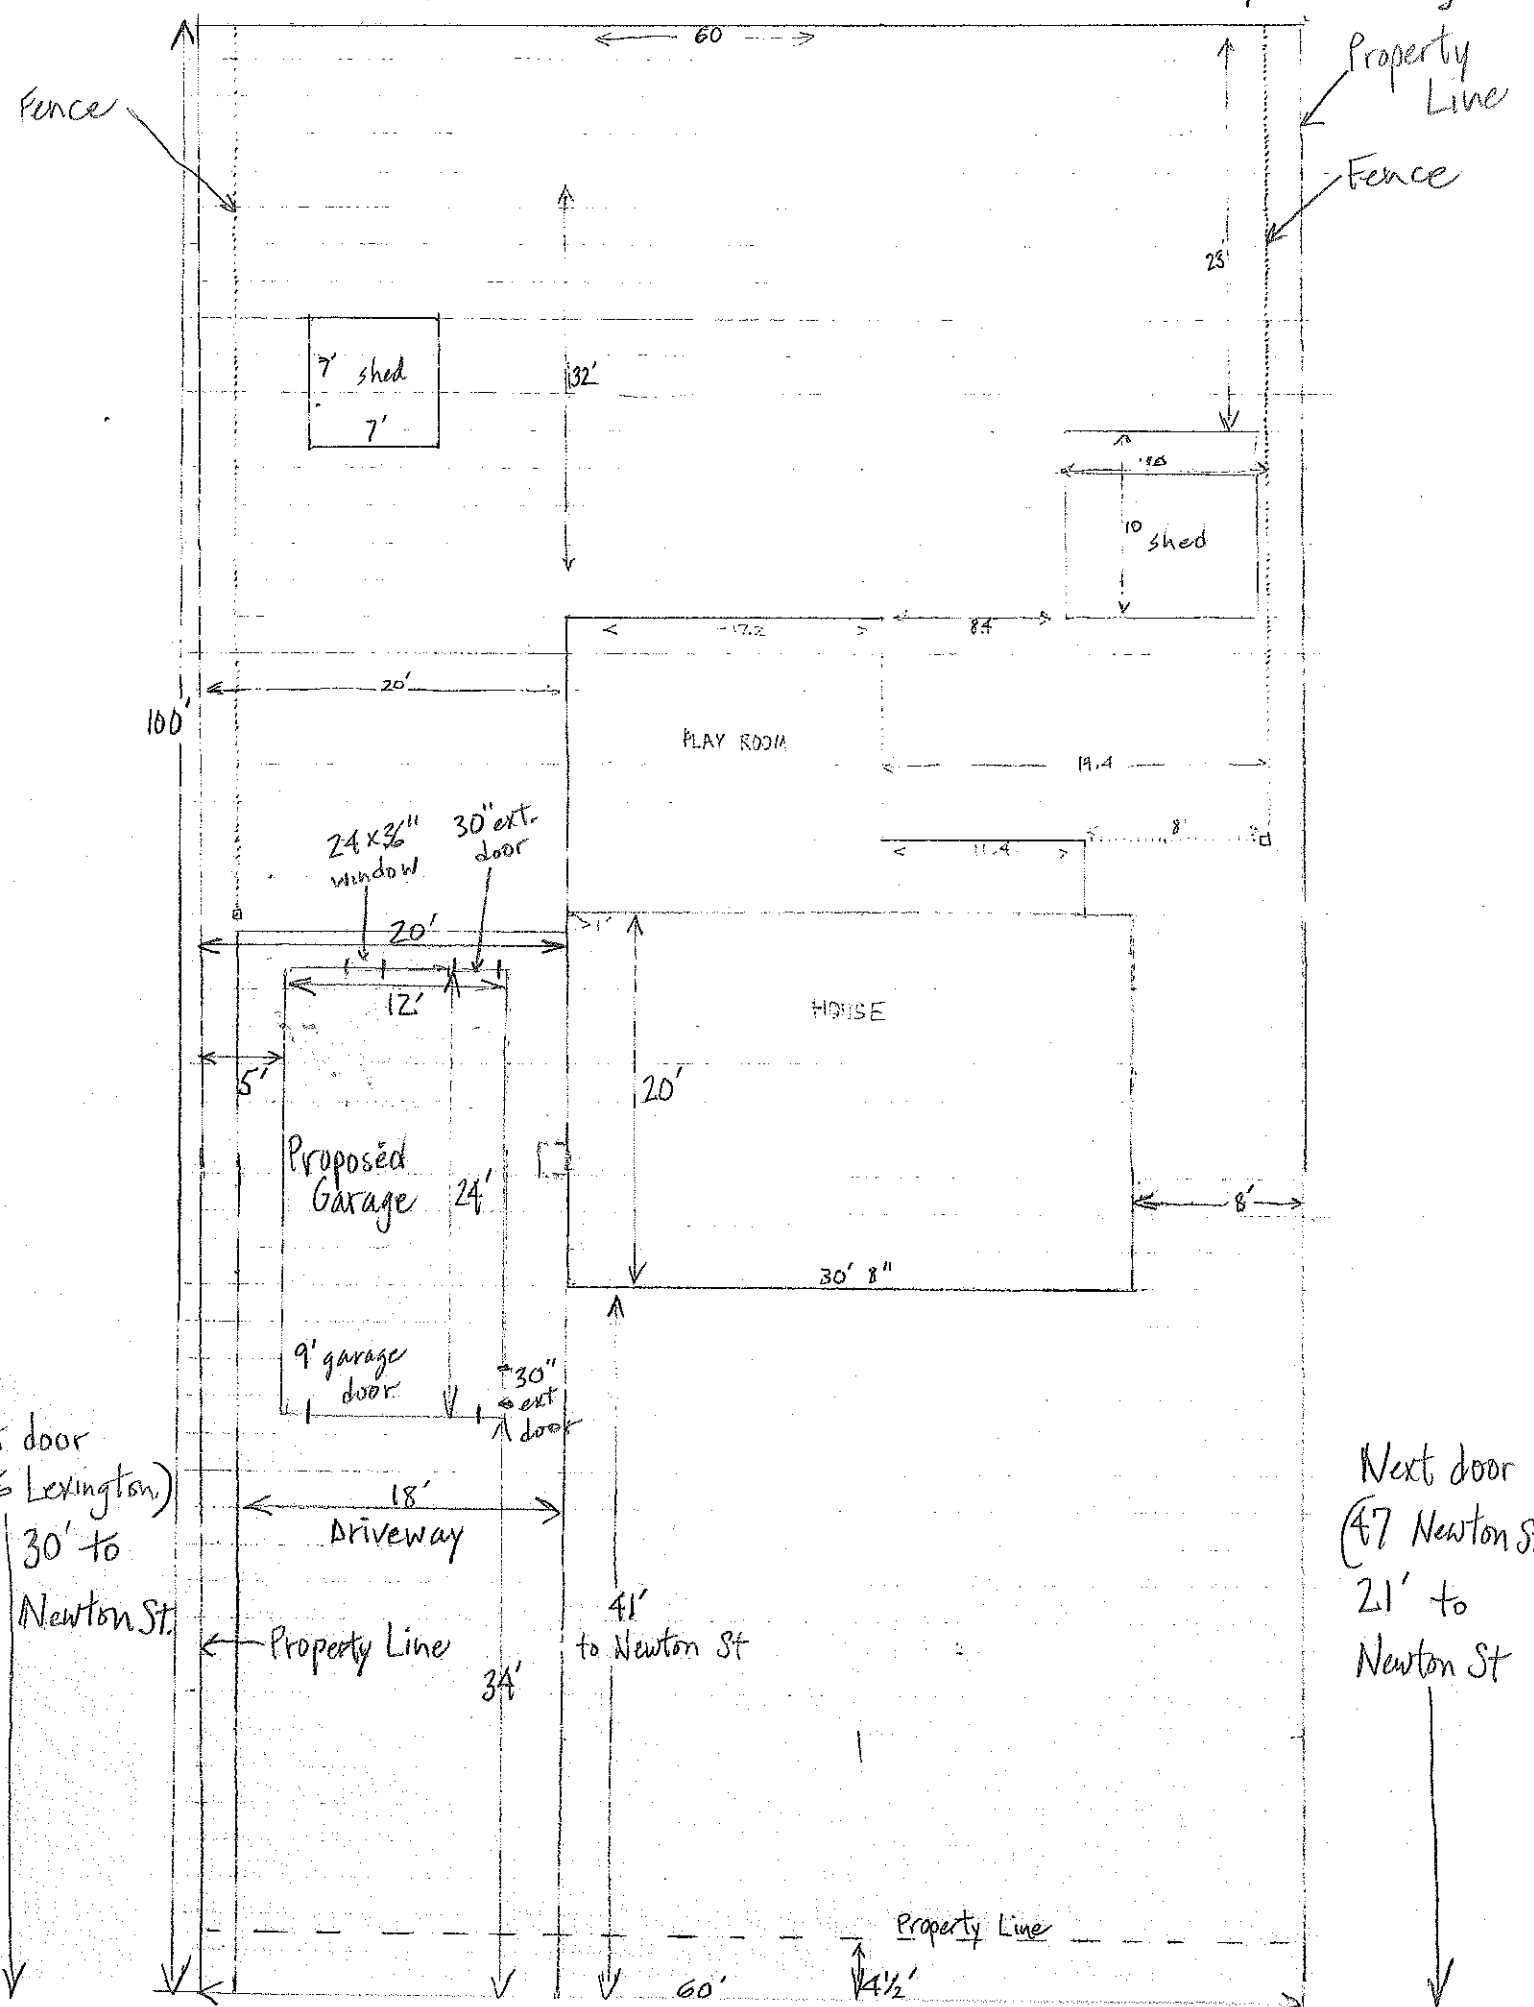 60
Property
Line
Fence
Fence
23'
7' shed
7'
32'
10
10
shed
17.2
8.4
20'
100'
PLAY ROOM
19.4
24 x 36"
window
30" ext.
door
8'
11.4
20'
1'
12'
HOUSE
5'
20'
Proposed
Garage
24'
8'
30' 8"
9' garage
door
30"
ext
door
door
Lexington)
30' to
Newton St.
18'
Driveway
Next door
(47 Newton S
21' to
Newton St
41'
to Newton St
Property Line
34'
Property Line
60'
4 1/2'